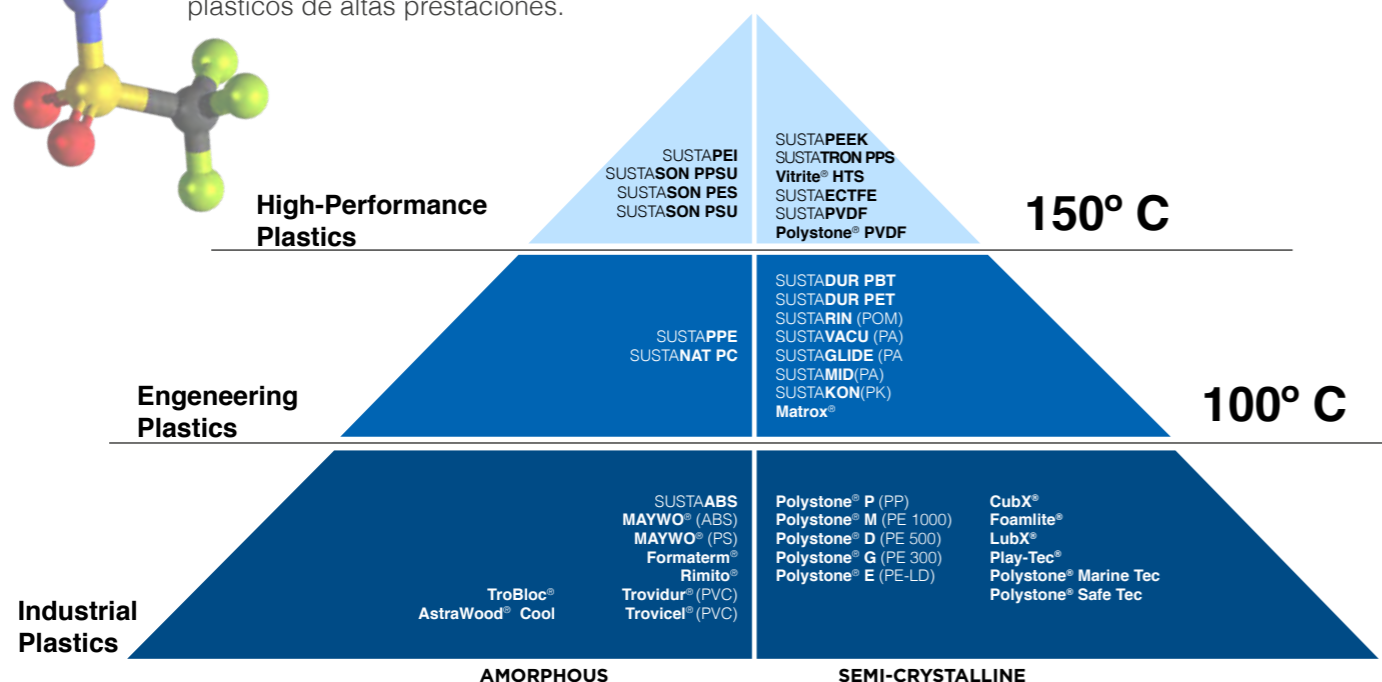 plásticos de altas prestaciones.
High-Performance
Plastics
SUSTAPEI
SUSTASON PPSU
SUSTASON PES
SUSTASON PSU
SUSTAPEEK
SUSTATRON PPS
Vitrite® HTS
SUSTAECTFE
SUSTAPVDF
Polystone® PVDF
150º C
Engeneering
Plastics
SUSTAPPE
SUSTANAT PC
SUSTADUR PBT
SUSTADUR PET
SUSTARIN (POM)
SUSTAVACU (PA)
SUSTAGLIDE (PA
SUSTAMID(PA)
SUSTAKON(PK)
Matrox®
100º C
Industrial
Plastics
TroBloc®
AstraWood® Cool
SUSTAABS
MAYWO® (ABS)
MAYWO® (PS)
Formaterm®
Rimito®
Trovidur® (PVC)
Trovicel® (PVC)
Polystone® P (PP)
Polystone® M (PE 1000)
Polystone® D (PE 500)
Polystone® G (PE 300)
Polystone® E (PE-LD)
CubX®
Foamlite®
LubX®
Play-Tec®
Polystone® Marine Tec
Polystone® Safe Tec
AMORPHOUS
SEMI-CRYSTALLINE